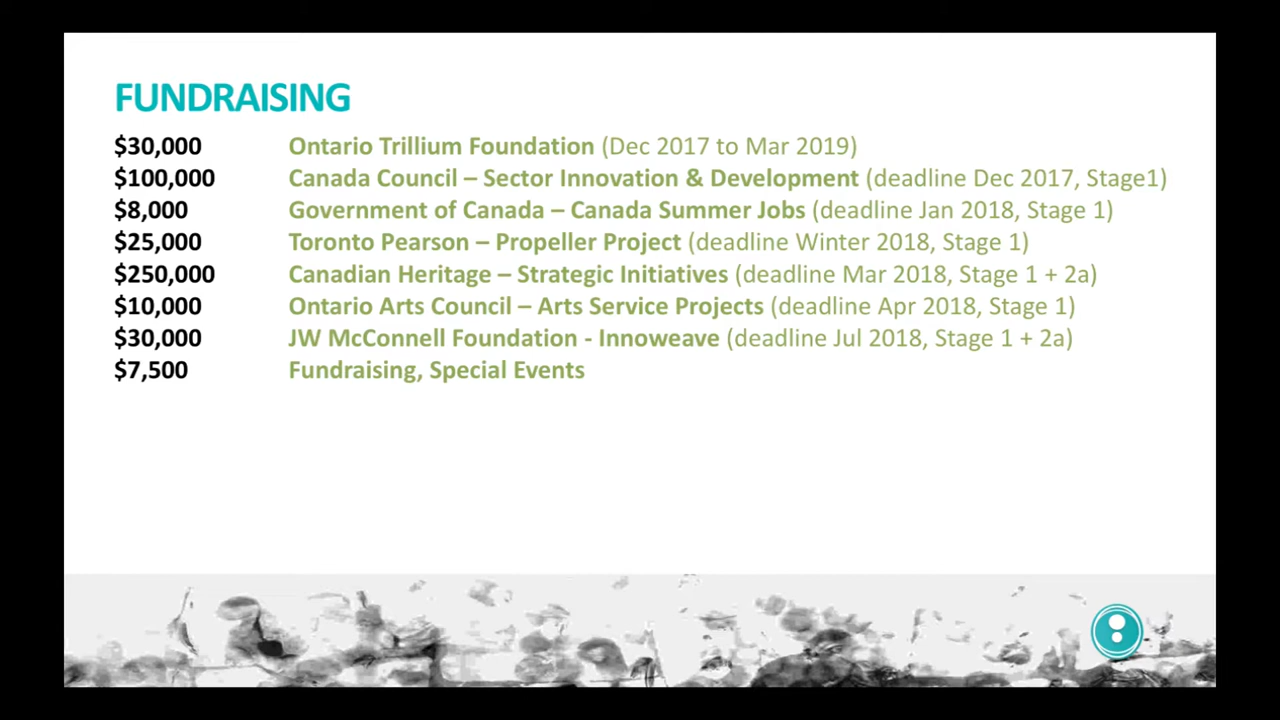 FUNDRAISING
$30,000 Ontario Trillium Foundation (Dec 2017 to Mar 2019)
$100,000 Canada Council – Sector Innovation & Development (deadline Dec 2017, Stage1)
$8,000 Government of Canada – Canada Summer Jobs (deadline Jan 2018, Stage 1)
$25,000 Toronto Pearson – Propeller Project (deadline Winter 2018, Stage 1)
$250,000 Canadian Heritage – Strategic Initiatives (deadline Mar 2018, Stage 1 + 2a)
$10,000 Ontario Arts Council – Arts Service Projects (deadline Apr 2018, Stage 1)
$30,000 JW McConnell Foundation - Innoweave (deadline Jul 2018, Stage 1 + 2a)
$7,500 Fundraising, Special Events